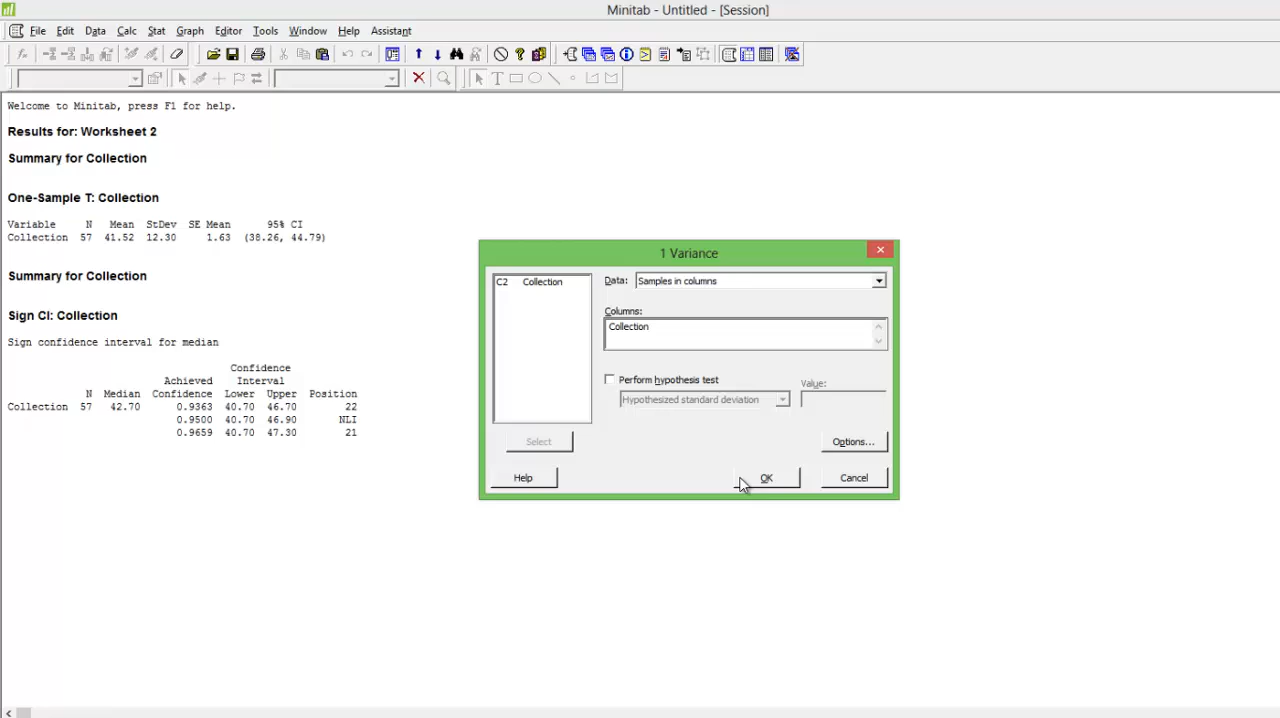 Minitab - Untitled - [Session]
File Edit Data Calc Stat Graph Editor Tools Window Help Assistant
Welcome to Minitab, press F1 for help.
Results for: Worksheet 2
Summary for Collection
One-Sample T: Collection
Variable N Mean StDev SE Mean 95% CI
Collection 57 41.52 12.30 1.63 (38.26, 44.79)
Summary for Collection
Sign CI: Collection
Sign confidence interval for median
Confidence
Achieved Interval
N Median Confidence Lower Upper Position
Collection 57 42.70 0.9363 40.70 46.70 22
0.9500 40.70 46.90 NLI
0.9659 40.70 47.30 21
1 Variance
C2 Collection
Data: Samples in columns
Columns:
Collection
Perform hypothesis test
Value:
Hypothesized standard deviation
Select
Options...
Help
OK
Cancel